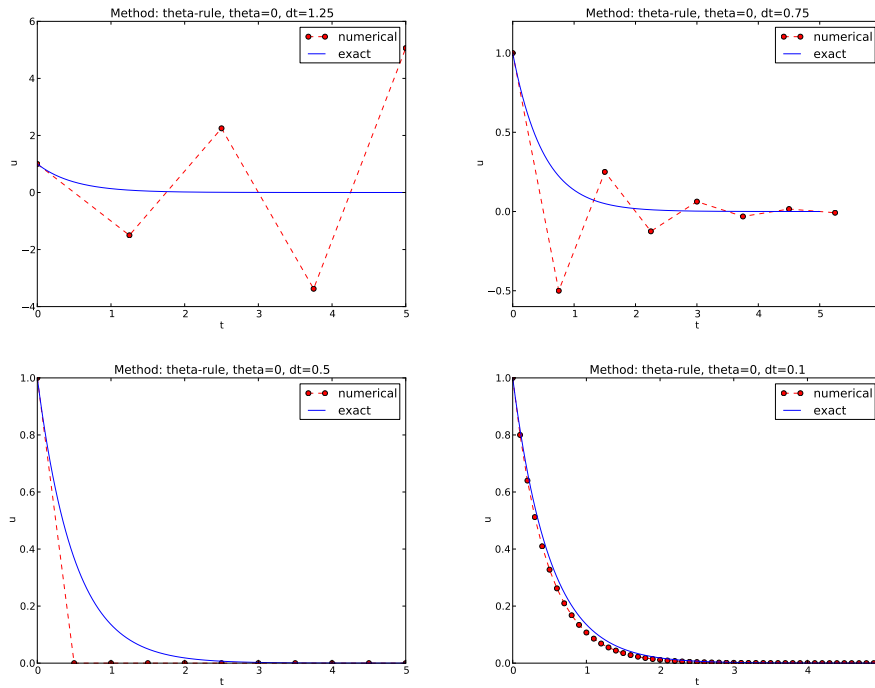 Method: theta-rule, theta=0, dt=1.25
numerical
exact
6
4
2
0
−2
−4
u
0 1 2 3 4 5
t
Method: theta-rule, theta=0, dt=0.75
numerical
exact
1.0
0.5
0.0
−0.5
u
0 1 2 3 4 5
t
Method: theta-rule, theta=0, dt=0.5
numerical
exact
1.0
0.8
0.6
0.4
0.2
0.0
u
0 1 2 3 4 5
t
Method: theta-rule, theta=0, dt=0.1
numerical
exact
1.0
0.8
0.6
0.4
0.2
0.0
u
0 1 2 3 4
t